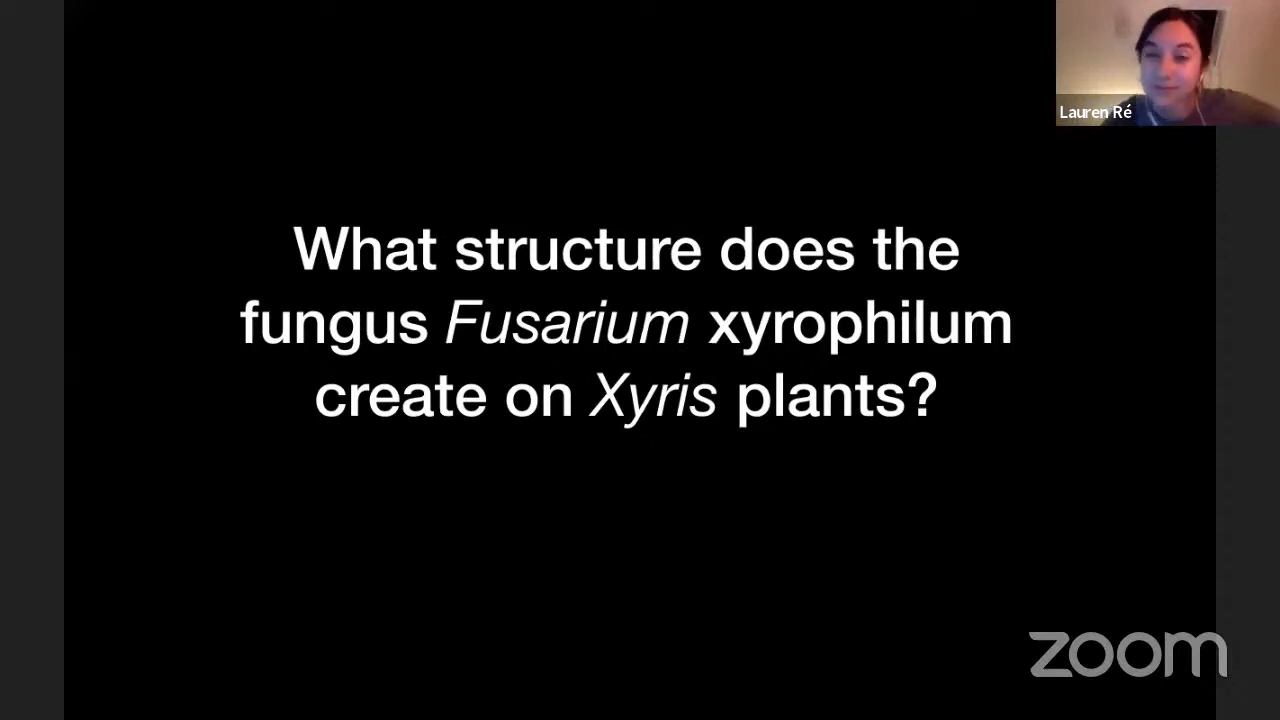 Lauren Ré
What structure does the
fungus Fusarium xyrophilum
create on Xyris plants?
zoom